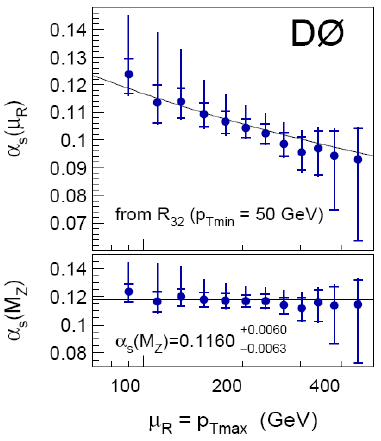 DØ
0.14
0.13
0.12
0.11
0.1
0.09
0.08
0.07
αs(μR)
from R32 (pTmin = 50 GeV)
0.14
0.12
0.10
0.08
αs(MZ)
αs(MZ)=0.1160 +0.0060 −0.0063
100 200 400
μR = pTmax (GeV)